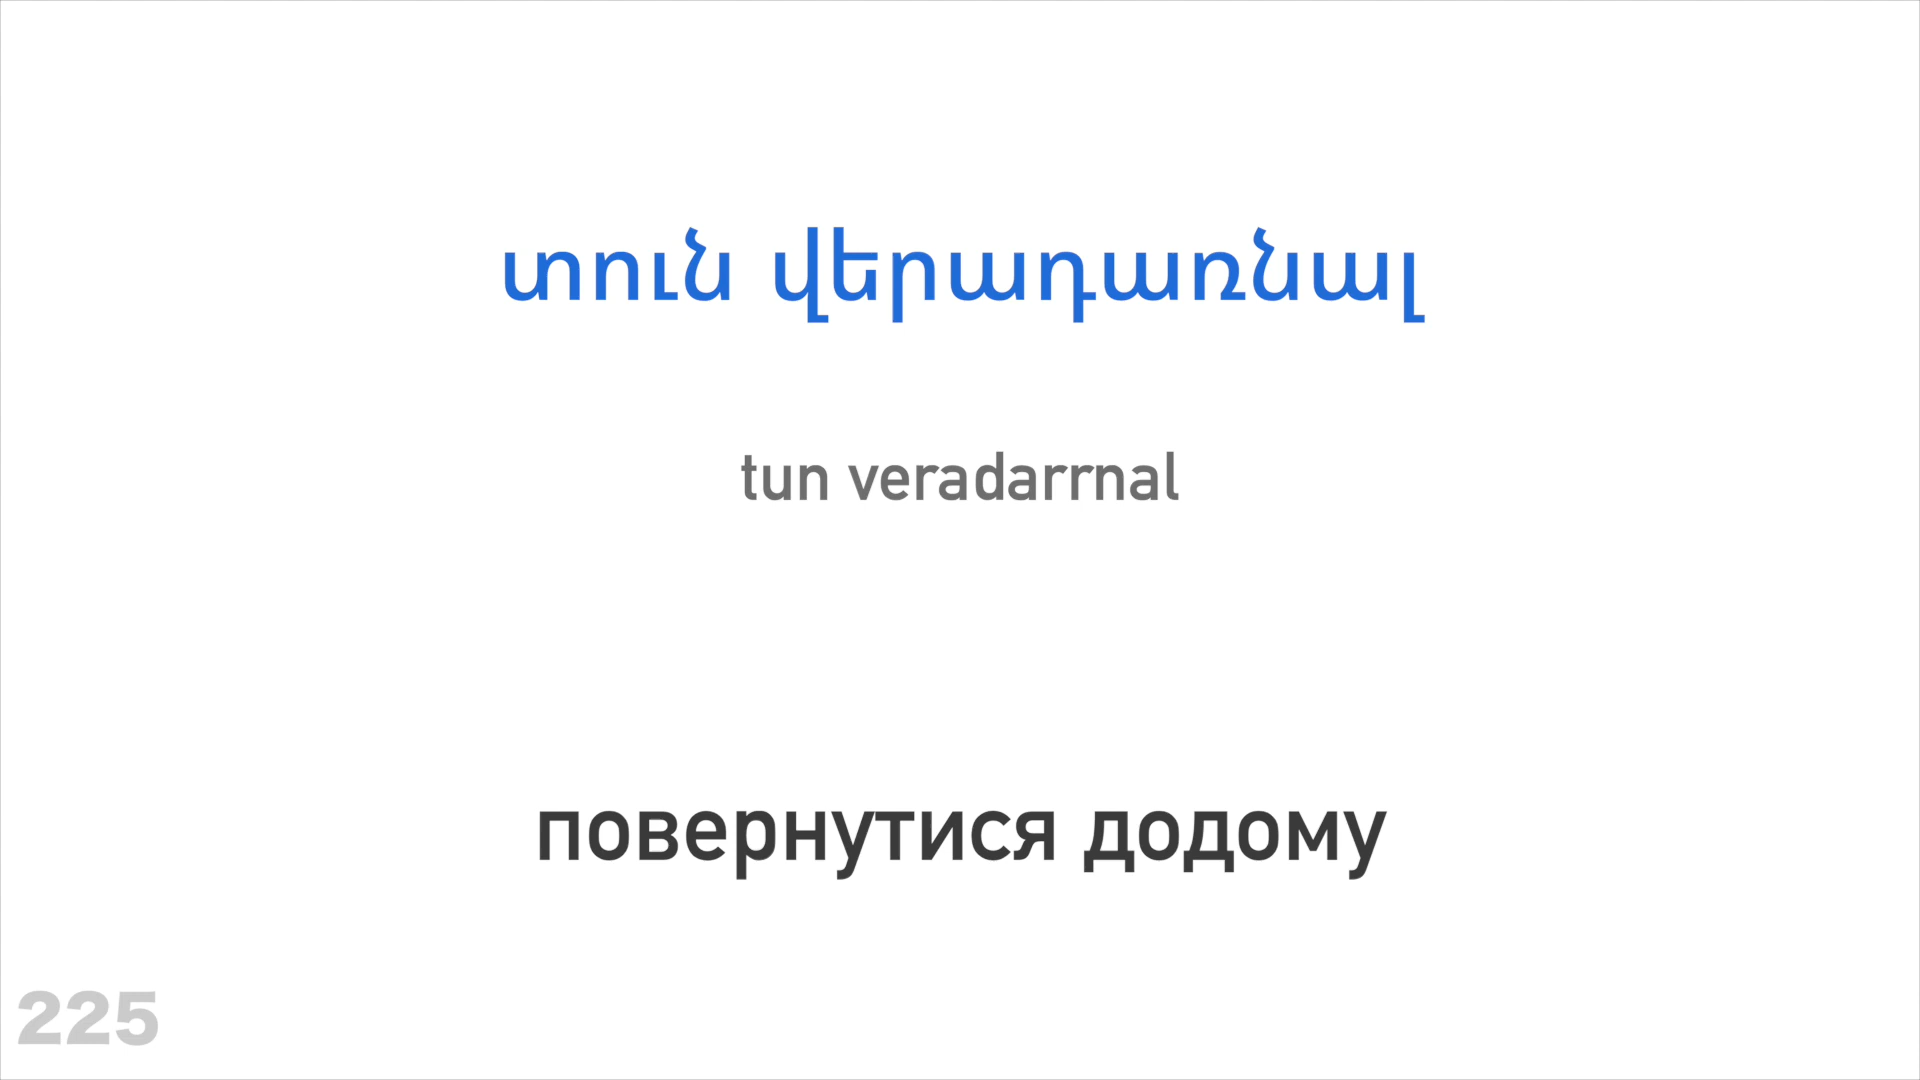 տուն վերադառնալ
tun veradarrnal
повернутися додому
225